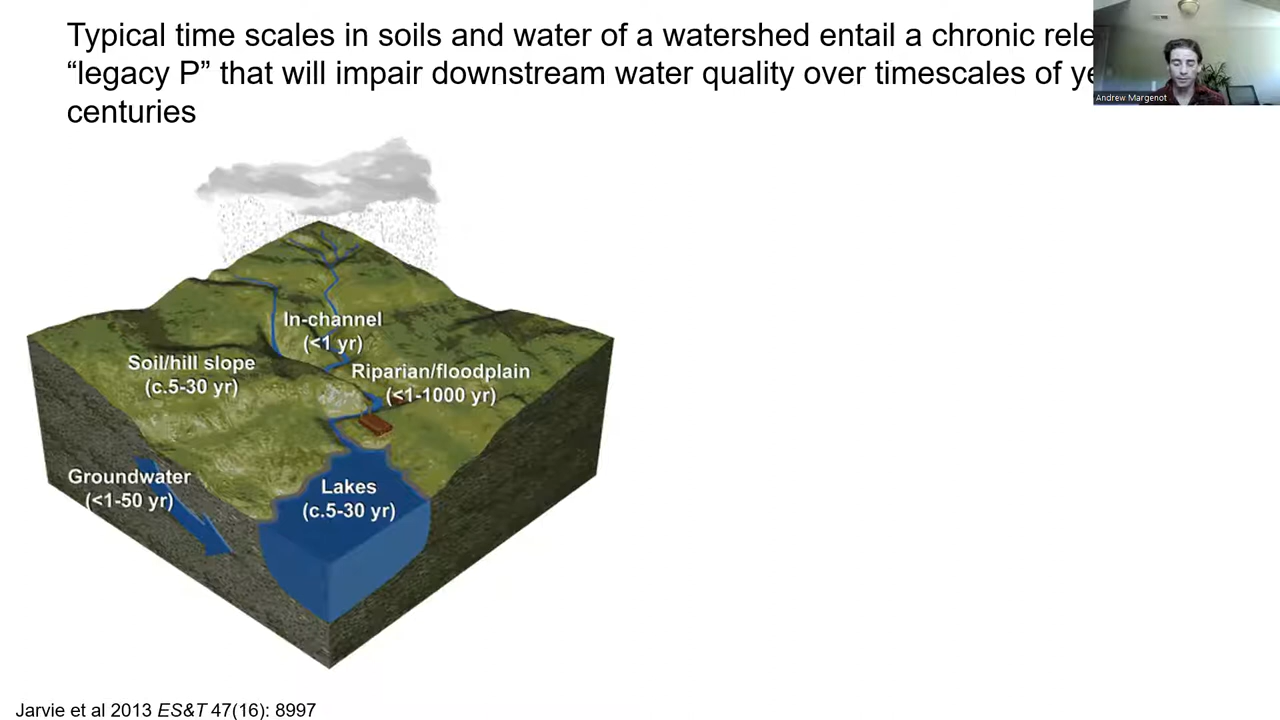 Typical time scales in soils and water of a watershed entail a chronic
“legacy P” that will impair downstream water quality over timescales of
centuries
Andrew Margenot
In-channel
(<1 yr)
Soil/hill slope
(c.5-30 yr)
Riparian/floodplain
(<1-1000 yr)
Groundwater
(<1-50 yr)
Lakes
(c.5-30 yr)
Jarvie et al 2013 ES&T 47(16): 8997